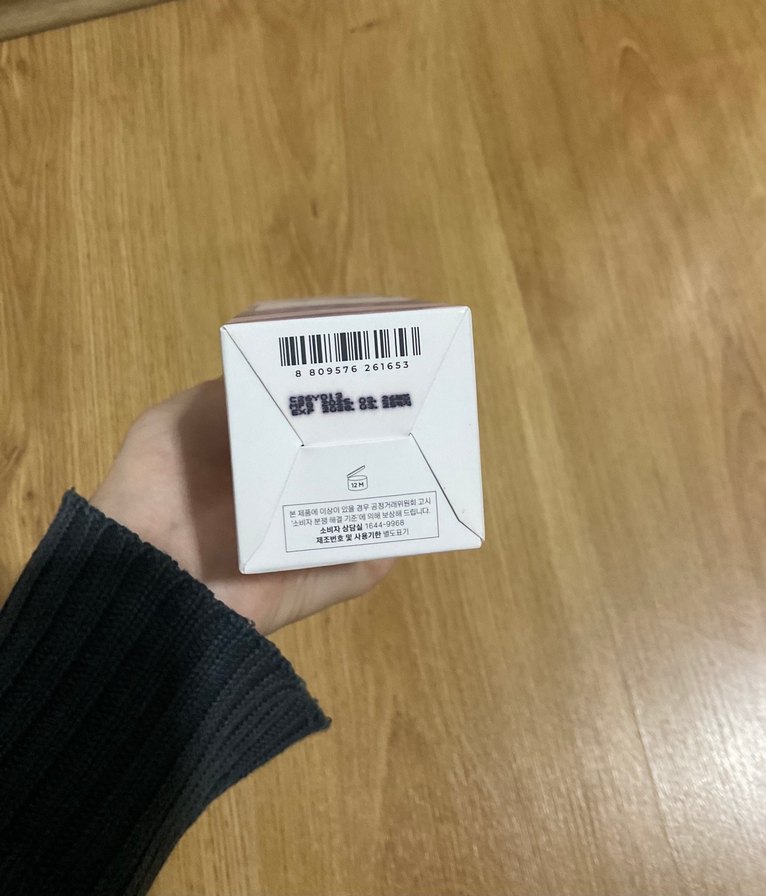 8 809576 261653
MFG
EXP
12 M
본 제품에 이상이 있을 경우 공정거래위원회 고시
'소비자 분쟁 해결 기준'에 의해 보상해 드립니다.
소비자 상담실 1644-9968
제조번호 및 사용기한 별도표기